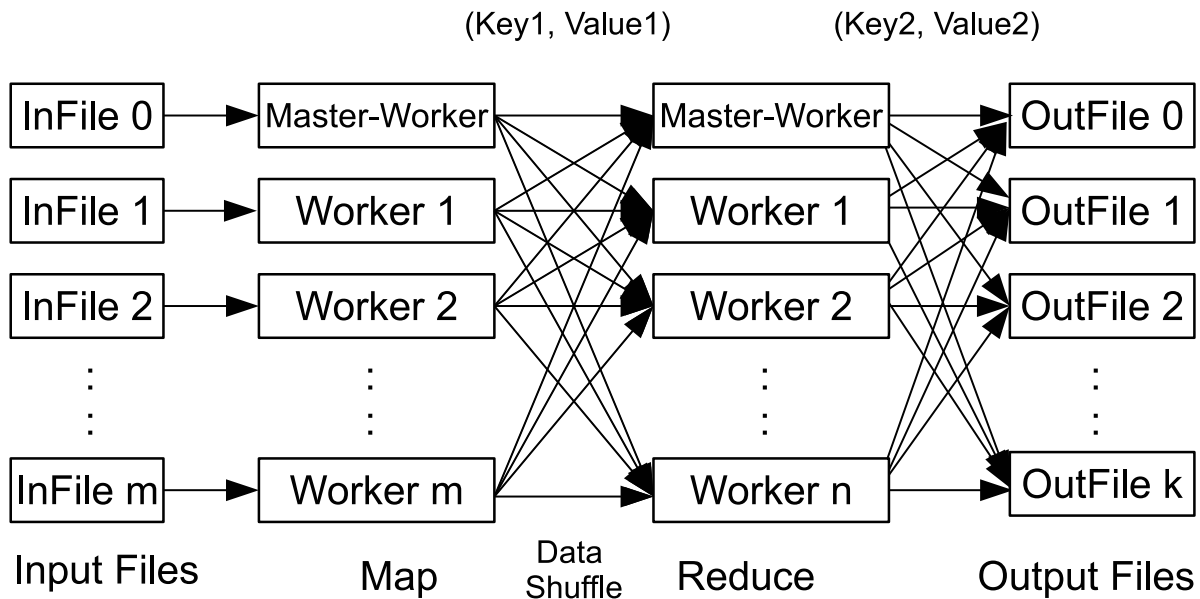 (Key1, Value1)
(Key2, Value2)
InFile 0
Master-Worker
Master-Worker
OutFile 0
InFile 1
Worker 1
Worker 1
OutFile 1
InFile 2
Worker 2
Worker 2
OutFile 2
InFile m
Worker m
Worker n
OutFile k
Input Files
Map
Data
Shuffle
Reduce
Output Files